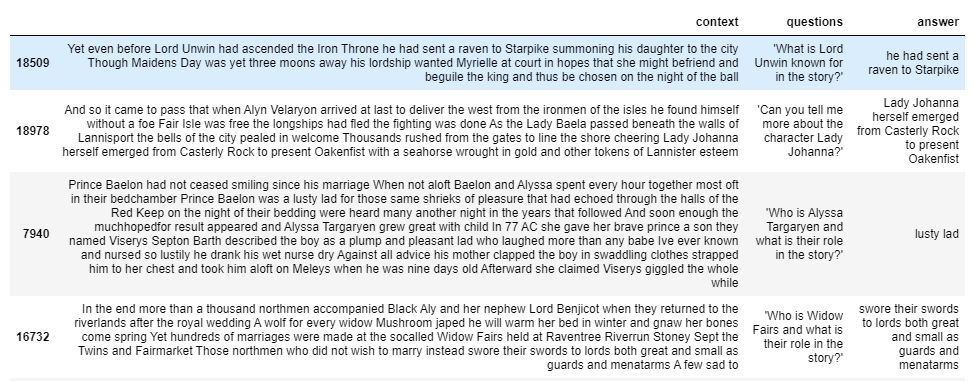 context questions answer
18509
Yet even before Lord Unwin had ascended the Iron Throne he had sent a raven to Starpike summoning his daughter to the city
Though Maidens Day was yet three moons away his lordship wanted Myrielle at court in hopes that she might befriend and
beguile the king and thus be chosen on the night of the ball
'What is Lord
Unwin known for
in the story?'
he had sent a
raven to Starpike
18978
And so it came to pass that when Alyn Velaryon arrived at last to deliver the west from the ironmen of the isles he found himself
without a foe Fair Isle was free the longships had fled the fighting was done As the Lady Baela passed beneath the walls of
Lannisport the bells of the city pealed in welcome Thousands rushed from the gates to line the shore cheering Lady Johanna
herself emerged from Casterly Rock to present Oakenfist with a seahorse wrought in gold and other tokens of Lannister esteem
'Can you tell me
more about the
character Lady
Johanna?'
Lady Johanna
herself emerged
from Casterly Rock
to present
Oakenfist
7940
Prince Baelon had not ceased smiling since his marriage When not aloft Baelon and Alyssa spent every hour together most oft
in their bedchamber Prince Baelon was a lusty lad for those same shrieks of pleasure that had echoed through the halls of the
Red Keep on the night of their bedding were heard many another night in the years that followed And soon enough the
muchhopedfor result appeared and Alyssa Targaryen grew great with child In 77 AC she gave her brave prince a son they
named Viserys Septon Barth described the boy as a plump and pleasant lad who laughed more than any babe Ive ever known
and nursed so lustily he drank his wet nurse dry Against all advice his mother clapped the boy in swaddling clothes strapped
him to her chest and took him aloft on Meleys when he was nine days old Afterward she claimed Viserys giggled the whole
while
'Who is Alyssa
Targaryen and
what is their role
in the story?'
lusty lad
16732
In the end more than a thousand northmen accompanied Black Aly and her nephew Lord Benjicot when they returned to the
riverlands after the royal wedding A wolf for every widow Mushroom japed he will warm her bed in winter and gnaw her bones
come spring Yet hundreds of marriages were made at the socalled Widow Fairs held at Raventree Riverrun Stoney Sept the
Twins and Fairmarket Those northmen who did not wish to marry instead swore their swords to lords both great and small as
guards and menatarms A few sad to
'Who is Widow
Fairs and what is
their role in the
story?'
swore their swords
to lords both great
and small as
guards and
menatarms